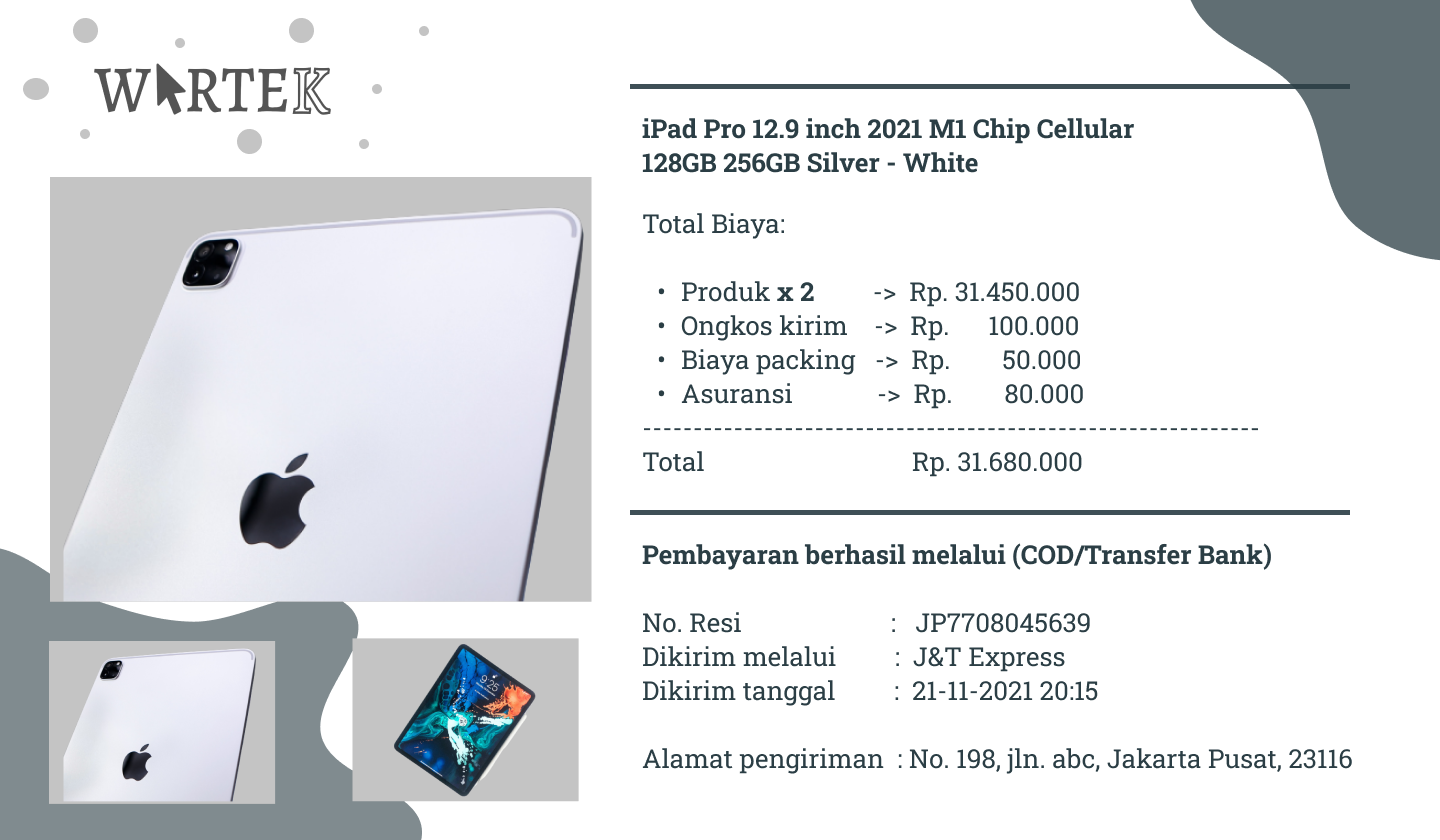 WARTEK
iPad Pro 12.9 inch 2021 M1 Chip Cellular
128GB 256GB Silver - White
Total Biaya:
• Produk x 2 -> Rp. 31.450.000
• Ongkos kirim -> Rp. 100.000
• Biaya packing -> Rp. 50.000
• Asuransi -> Rp. 80.000
-------------------------------------------------------------
Total Rp. 31.680.000
Pembayaran berhasil melalui (COD/Transfer Bank)
No. Resi : JP7708045639
Dikirim melalui : J&T Express
Dikirim tanggal : 21-11-2021 20:15
Alamat pengiriman : No. 198, jln. abc, Jakarta Pusat, 23116
9:25